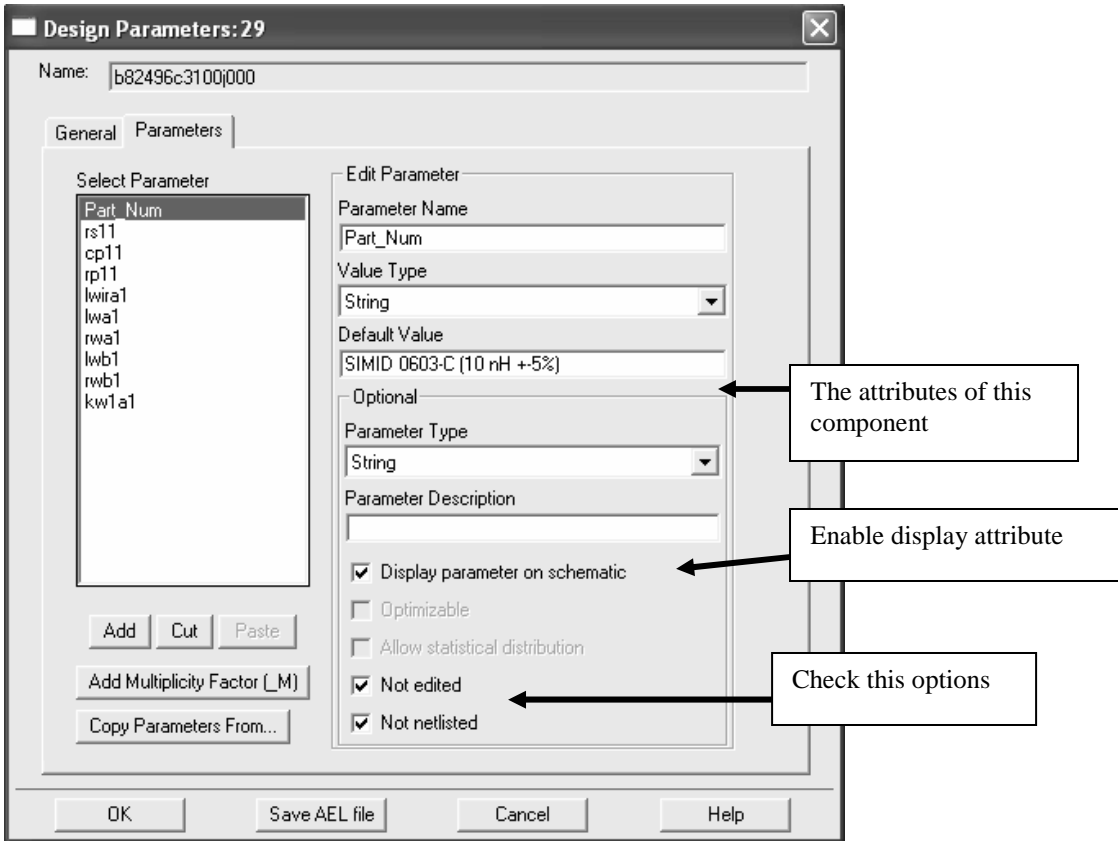 Design Parameters:29
Name: b82496c3100j000
General Parameters
Select Parameter
Part_Num
rs11
cp11
rp11
lwira1
lwa1
rwa1
lwb1
rwb1
kw1a1
Add Cut Paste
Add Multiplicity Factor (_M)
Copy Parameters From...
Edit Parameter
Parameter Name
Part_Num
Value Type
String
Default Value
SIMID 0603-C (10 nH +-5%)
Optional
Parameter Type
String
Parameter Description
Display parameter on schematic
Optimizable
Allow statistical distribution
Not edited
Not netlisted
The attributes of this
component
Enable display attribute
Check this options
OK Save AEL file Cancel Help